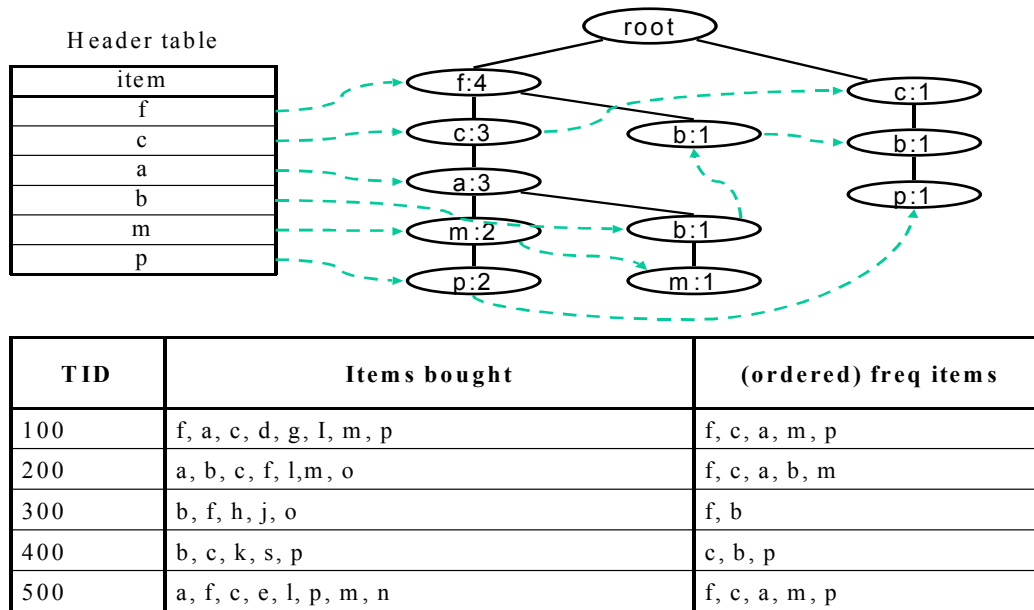 root
Header table
item
f
c
a
b
m
p
f:4
c:1
c:3
b:1
b:1
a:3
p:1
m:2
b:1
p:2
m:1
TID Items bought (ordered) freq items
100 f, a, c, d, g, I, m, p f, c, a, m, p
200 a, b, c, f, l,m, o f, c, a, b, m
300 b, f, h, j, o f, b
400 b, c, k, s, p c, b, p
500 a, f, c, e, l, p, m, n f, c, a, m, p